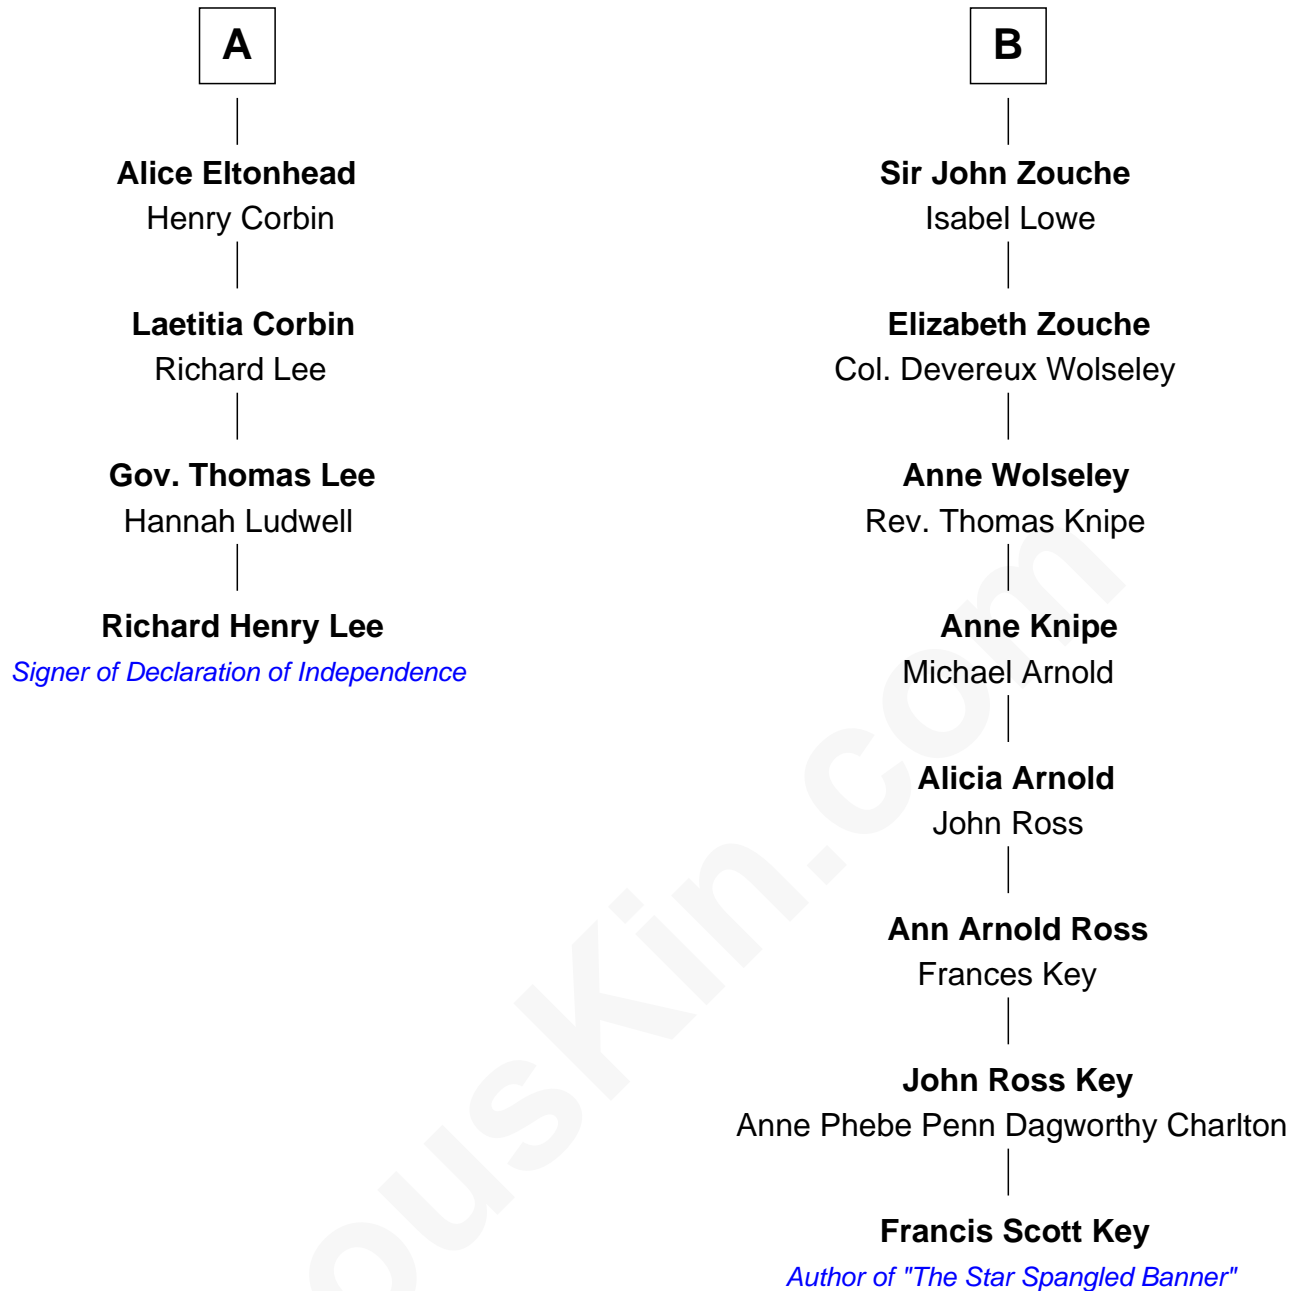 A
Alice Eltonhead
Henry Corbin
Laetitia Corbin
Richard Lee
Gov. Thomas Lee
Hannah Ludwell
Richard Henry Lee
Signer of Declaration of Independence
B
Sir John Zouche
Isabel Lowe
Elizabeth Zouche
Col. Devereux Wolseley
Anne Wolseley
Rev. Thomas Knipe
Anne Knipe
Michael Arnold
Alicia Arnold
John Ross
Ann Arnold Ross
Frances Key
John Ross Key
Anne Phebe Penn Dagworthy Charlton
Francis Scott Key
Author of "The Star Spangled Banner"
ousKin.com